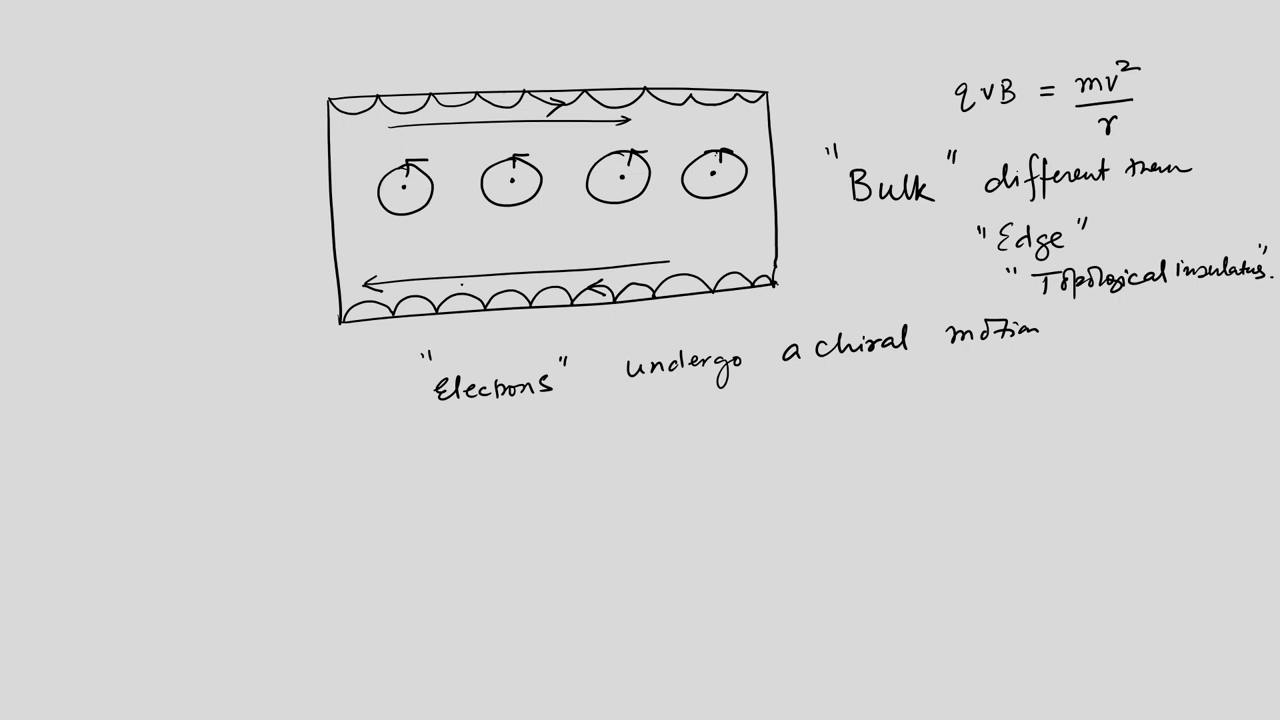 qvB = mv²/r
"Bulk" different than
"Edge"
"Topological insulators".
"Electrons" undergo a chiral motion